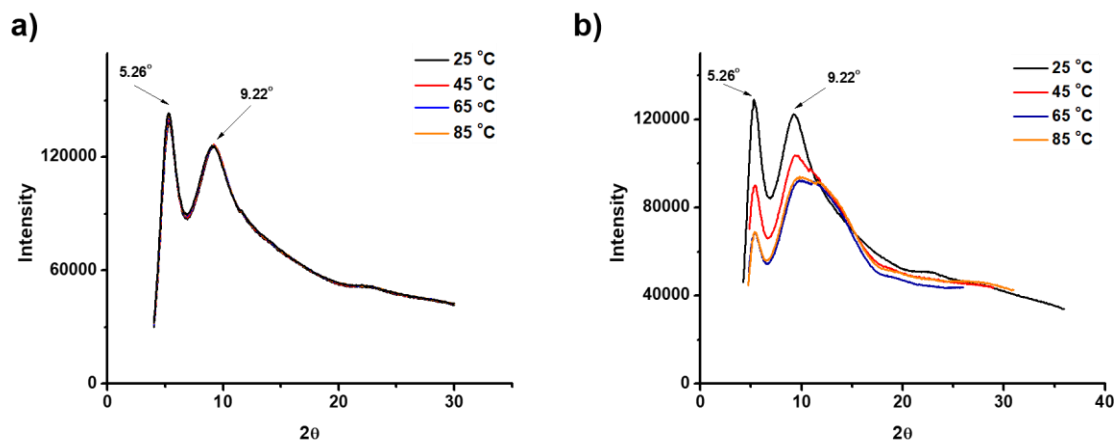 a)
5.26°
9.22°
25 °C
45 °C
65 °C
85 °C
120000
60000
0
Intensity
0 10 20 30
2θ
b)
5.26°
9.22°
25 °C
45 °C
65 °C
85 °C
120000
80000
40000
0
Intensity
0 10 20 30 40
2θ